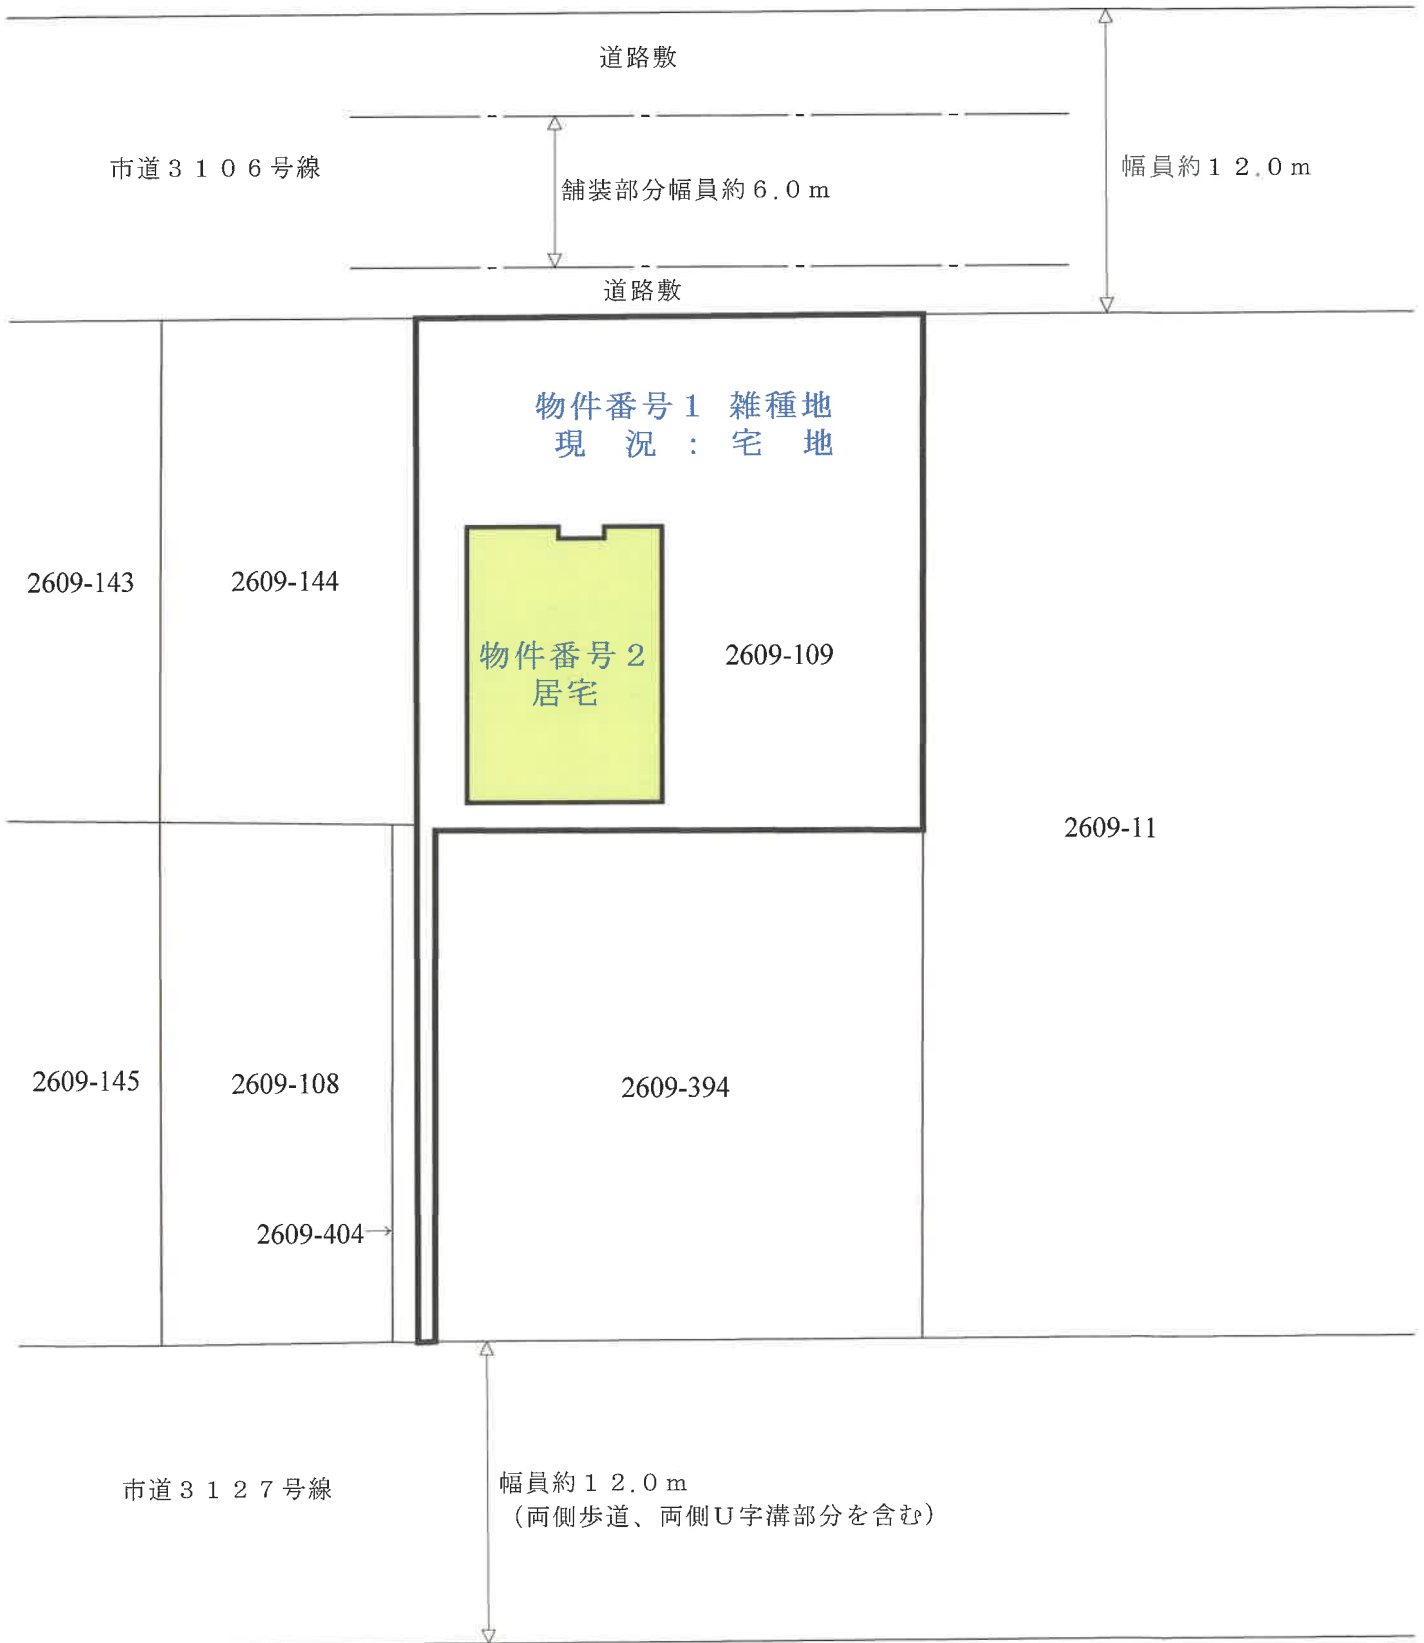 道路敷
市道３１０６号線
舗装部分幅員約６.０ｍ
幅員約１２.０ｍ
道路敷
物件番号１ 雑種地
現 況 ： 宅 地
2609-143
2609-144
物件番号２
居宅
2609-109
2609-11
2609-145
2609-108
2609-394
2609-404
市道３１２７号線
幅員約１２.０ｍ
（両側歩道、両側Ｕ字溝部分を含む）